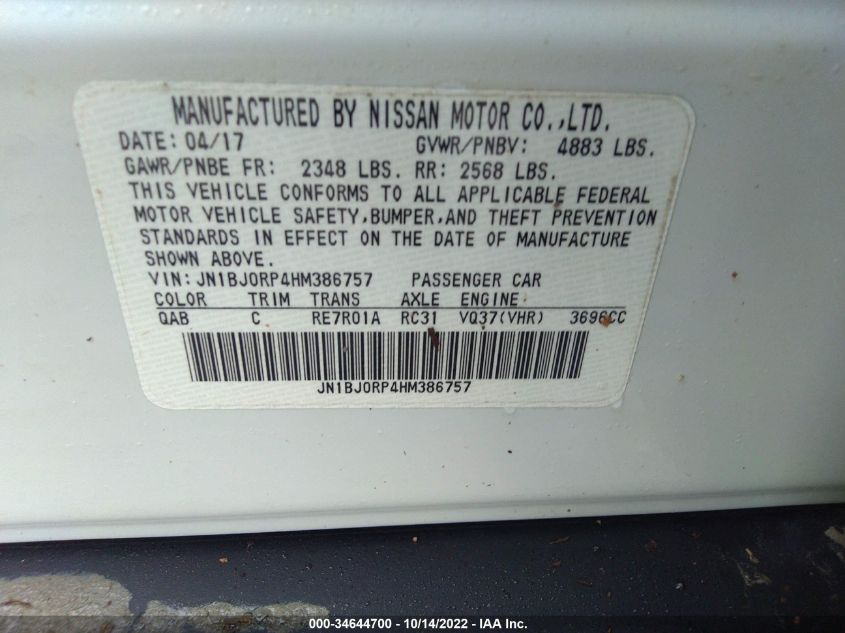 MANUFACTURED BY NISSAN MOTOR CO.,LTD.
DATE: 04/17 GVWR/PNBV: 4883 LBS.
GAWR/PNBE FR: 2348 LBS. RR: 2568 LBS.
THIS VEHICLE CONFORMS TO ALL APPLICABLE FEDERAL
MOTOR VEHICLE SAFETY,BUMPER,AND THEFT PREVENTION
STANDARDS IN EFFECT ON THE DATE OF MANUFACTURE
SHOWN ABOVE.
VIN: JN1BJ0RP4HM386757 PASSENGER CAR
COLOR TRIM TRANS AXLE ENGINE
QAB C RE7R01A RC31 VQ37(VHR) 3696CC
JN1BJ0RP4HM386757
000-34644700 - 10/14/2022 - IAA Inc.